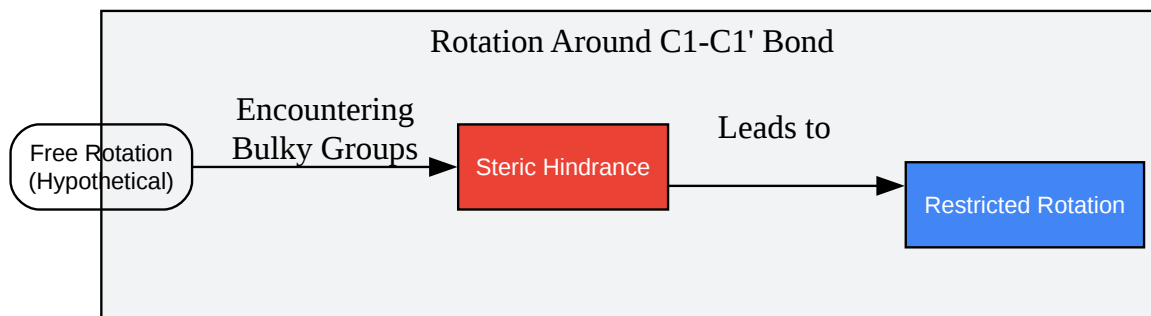 Rotation Around C1-C1' Bond
Encountering
Bulky Groups
Leads to
Free Rotation
(Hypothetical)
Steric Hindrance
Restricted Rotation